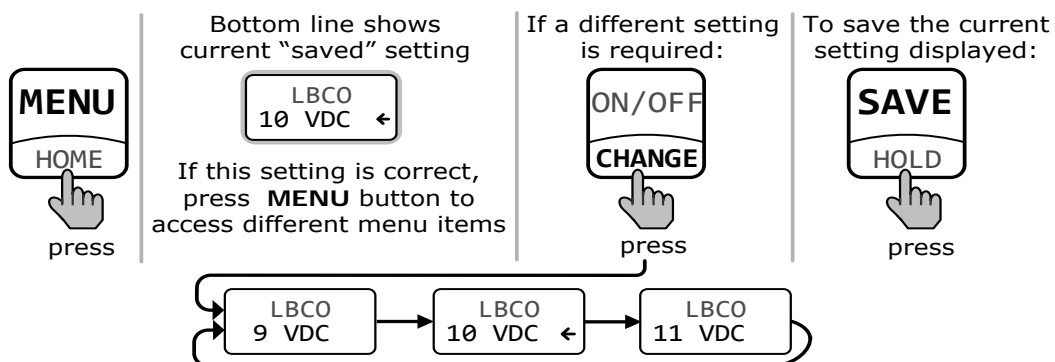 MENU
HOME
press
Bottom line shows
current “saved” setting
LBCO
10 VDC ←
If this setting is correct,
press MENU button to
access different menu items
If a different setting
is required:
ON/OFF
CHANGE
press
To save the current
setting displayed:
SAVE
HOLD
press
LBCO
9 VDC
LBCO
10 VDC ←
LBCO
11 VDC